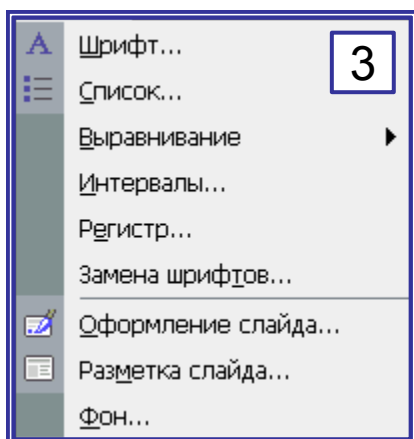 Шрифт...
3
Список...
Выравнивание
Интервалы...
Регистр...
Замена шрифтов...
Оформление слайда...
Разметка слайда...
Фон...